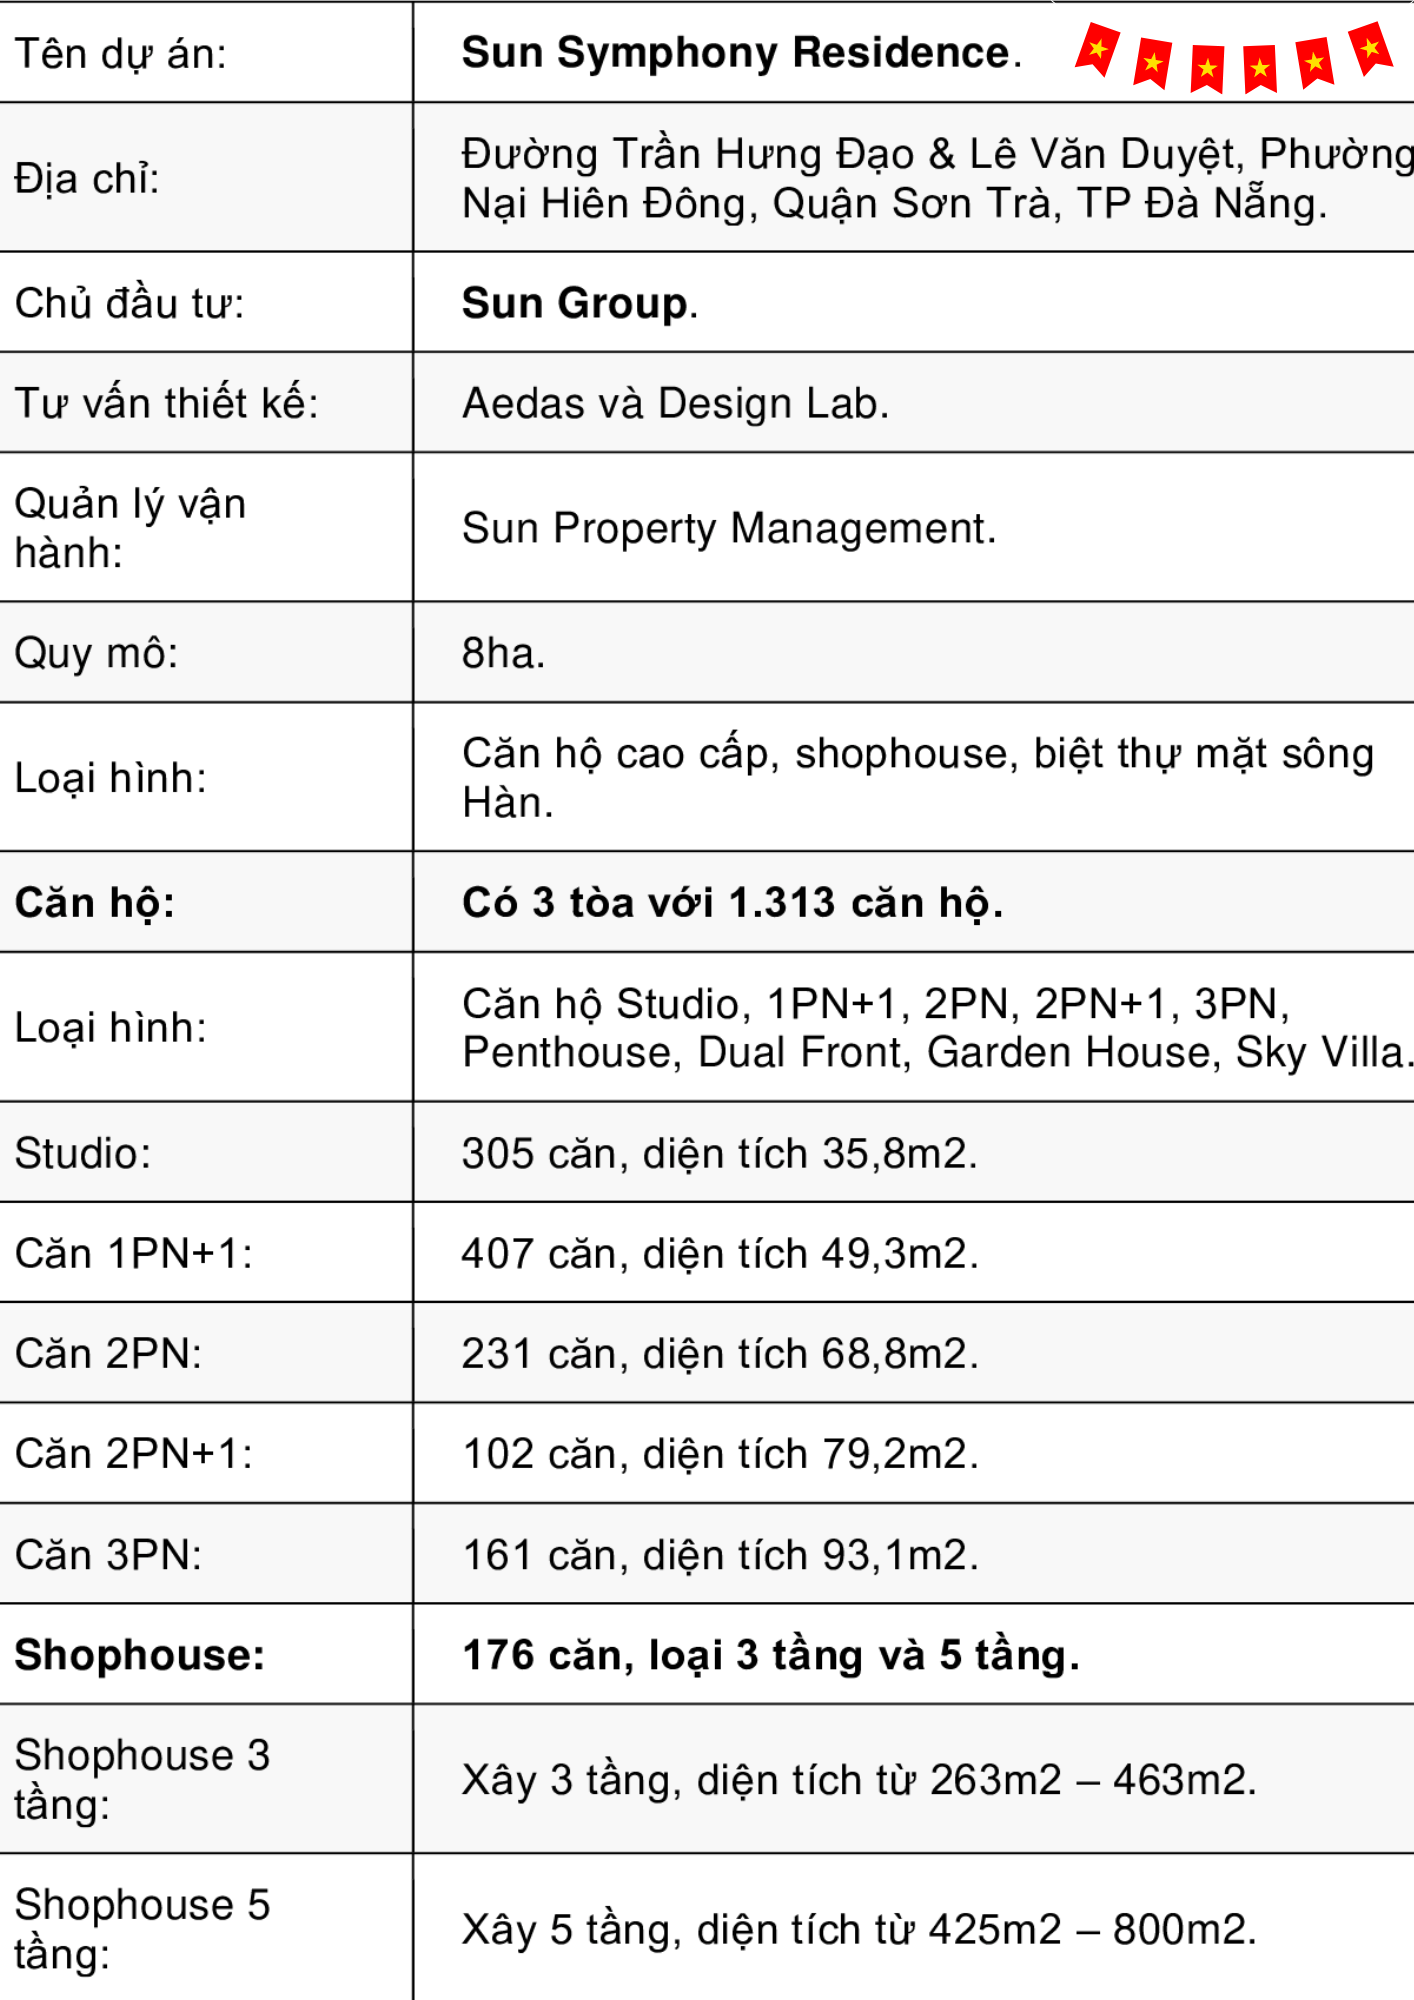 Tên dự án:
Sun Symphony Residence.
Địa chỉ:
Đường Trần Hưng Đạo & Lê Văn Duyệt, Phường
Nại Hiên Đông, Quận Sơn Trà, TP Đà Nẵng.
Chủ đầu tư:
Sun Group.
Tư vấn thiết kế:
Aedas và Design Lab.
Quản lý vận
hành:
Sun Property Management.
Quy mô:
8ha.
Loại hình:
Căn hộ cao cấp, shophouse, biệt thự mặt sông
Hàn.
Căn hộ:
Có 3 tòa với 1.313 căn hộ.
Loại hình:
Căn hộ Studio, 1PN+1, 2PN, 2PN+1, 3PN,
Penthouse, Dual Front, Garden House, Sky Villa.
Studio:
305 căn, diện tích 35,8m2.
Căn 1PN+1:
407 căn, diện tích 49,3m2.
Căn 2PN:
231 căn, diện tích 68,8m2.
Căn 2PN+1:
102 căn, diện tích 79,2m2.
Căn 3PN:
161 căn, diện tích 93,1m2.
Shophouse:
176 căn, loại 3 tầng và 5 tầng.
Shophouse 3
tầng:
Xây 3 tầng, diện tích từ 263m2 – 463m2.
Shophouse 5
tầng:
Xây 5 tầng, diện tích từ 425m2 – 800m2.